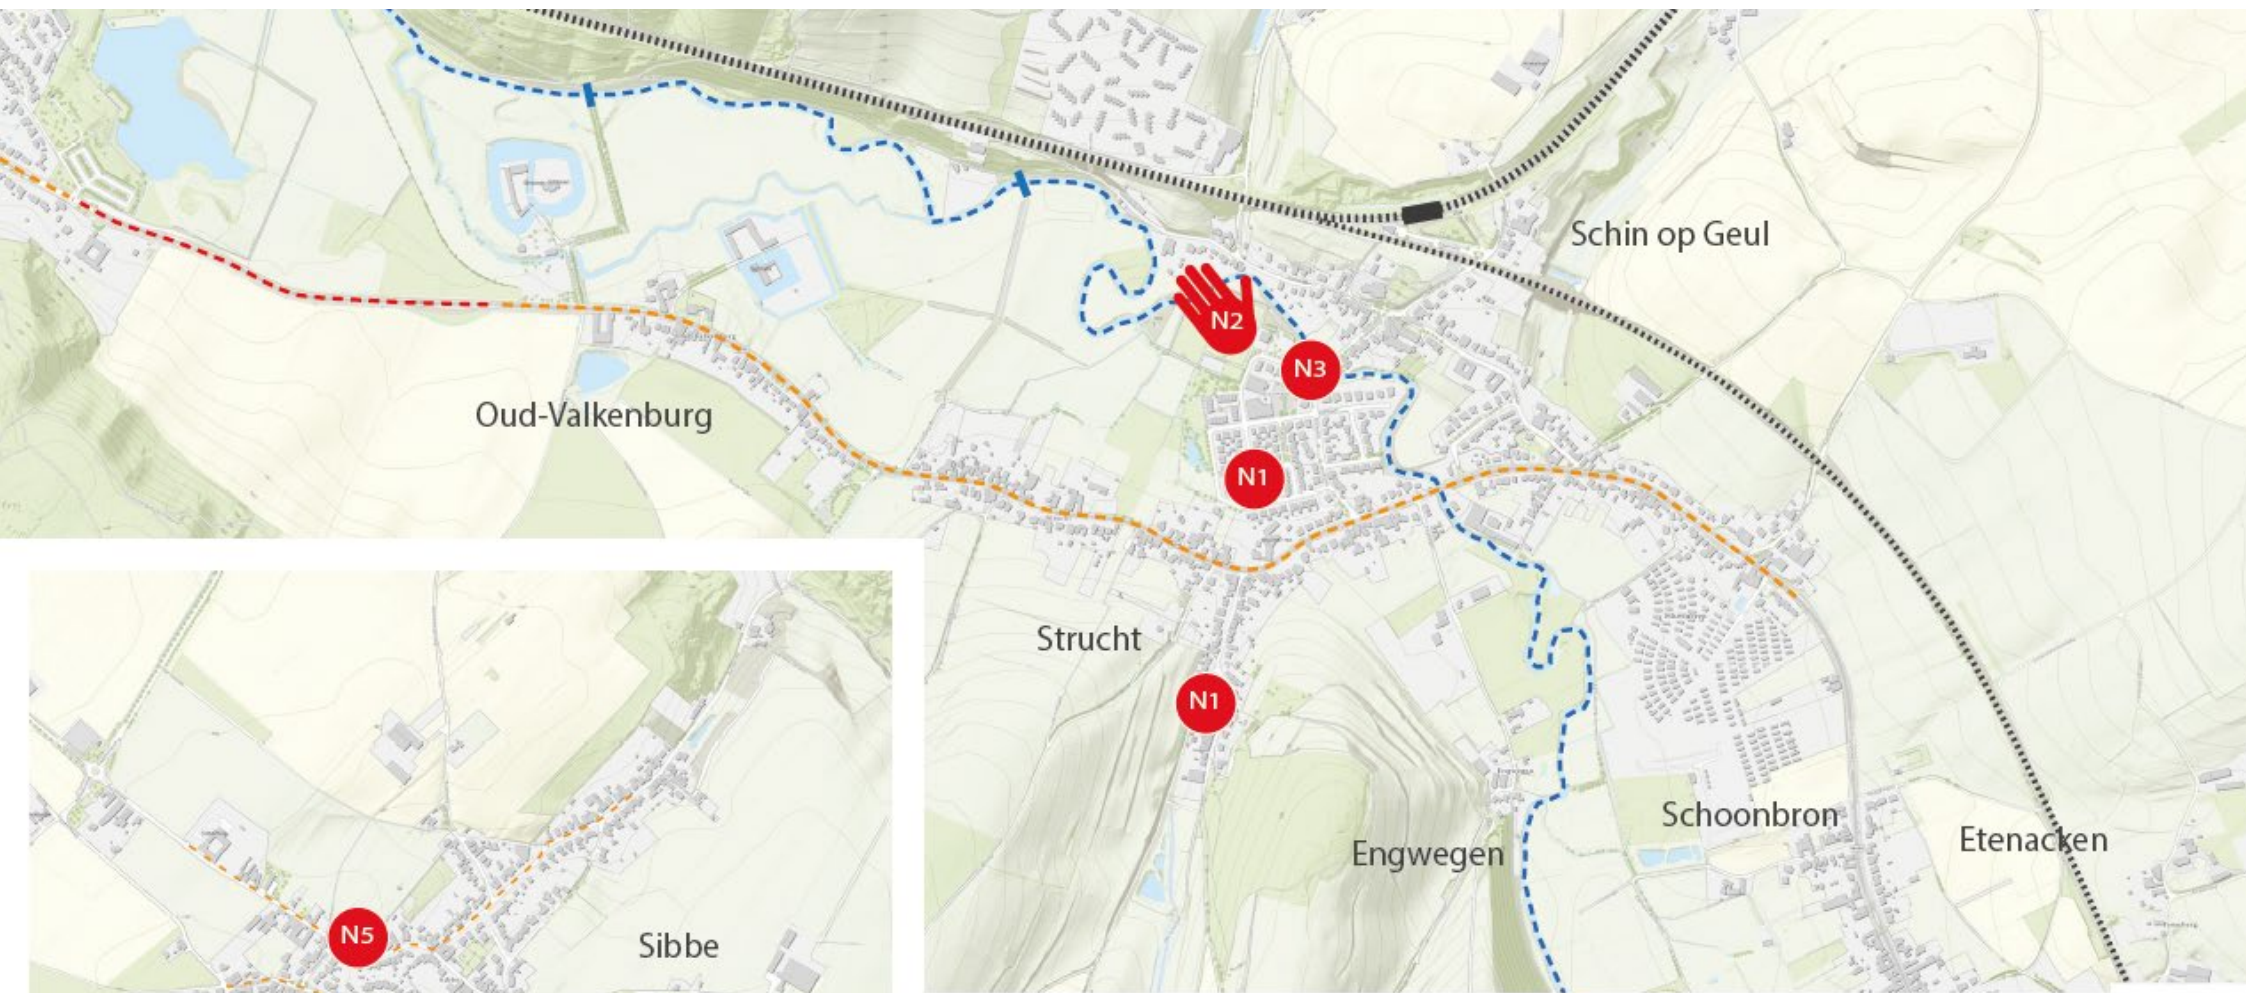 Schin op Geul
N2
N3
Oud-Valkenburg
N1
Strucht
N1
Schoonbron
Etenacken
Engwegen
N5
Sibbe